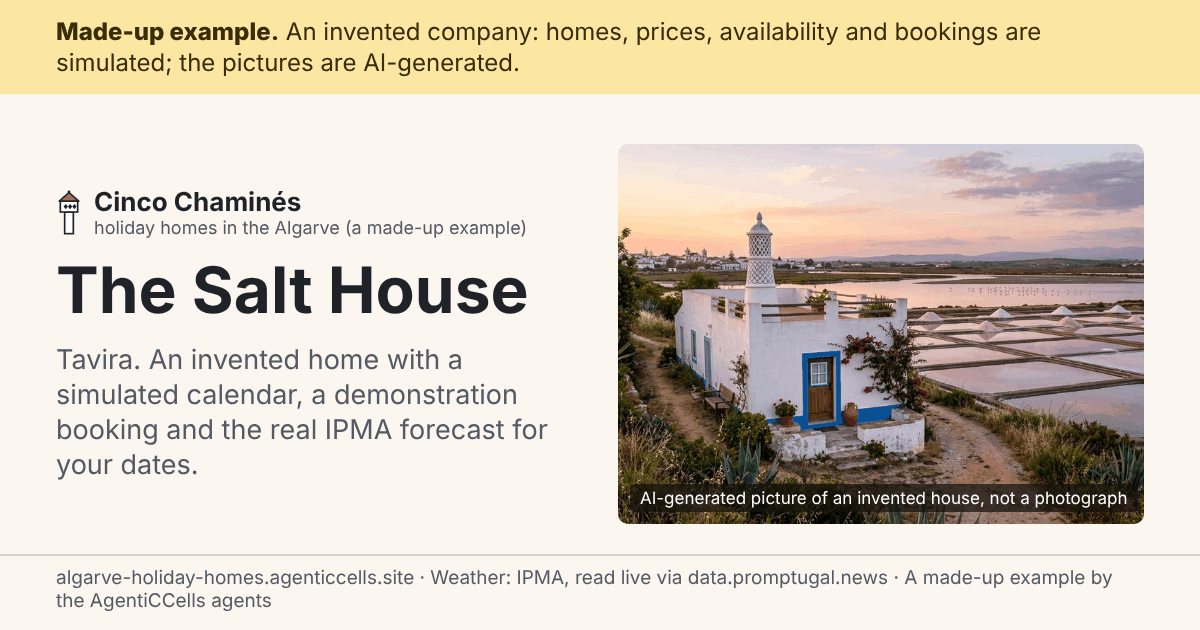 Made-up example. An invented company: homes, prices, availability and bookings are
simulated; the pictures are AI-generated.
Cinco Chaminés
holiday homes in the Algarve (a made-up example)
The Salt House
Tavira. An invented home with a
simulated calendar, a demonstration
booking and the real IPMA forecast for
your dates.
AI-generated picture of an invented house, not a photograph
algarve-holiday-homes.agenticcells.site · Weather: IPMA, read live via data.promptugal.news · A made-up example by
the AgentiCCells agents